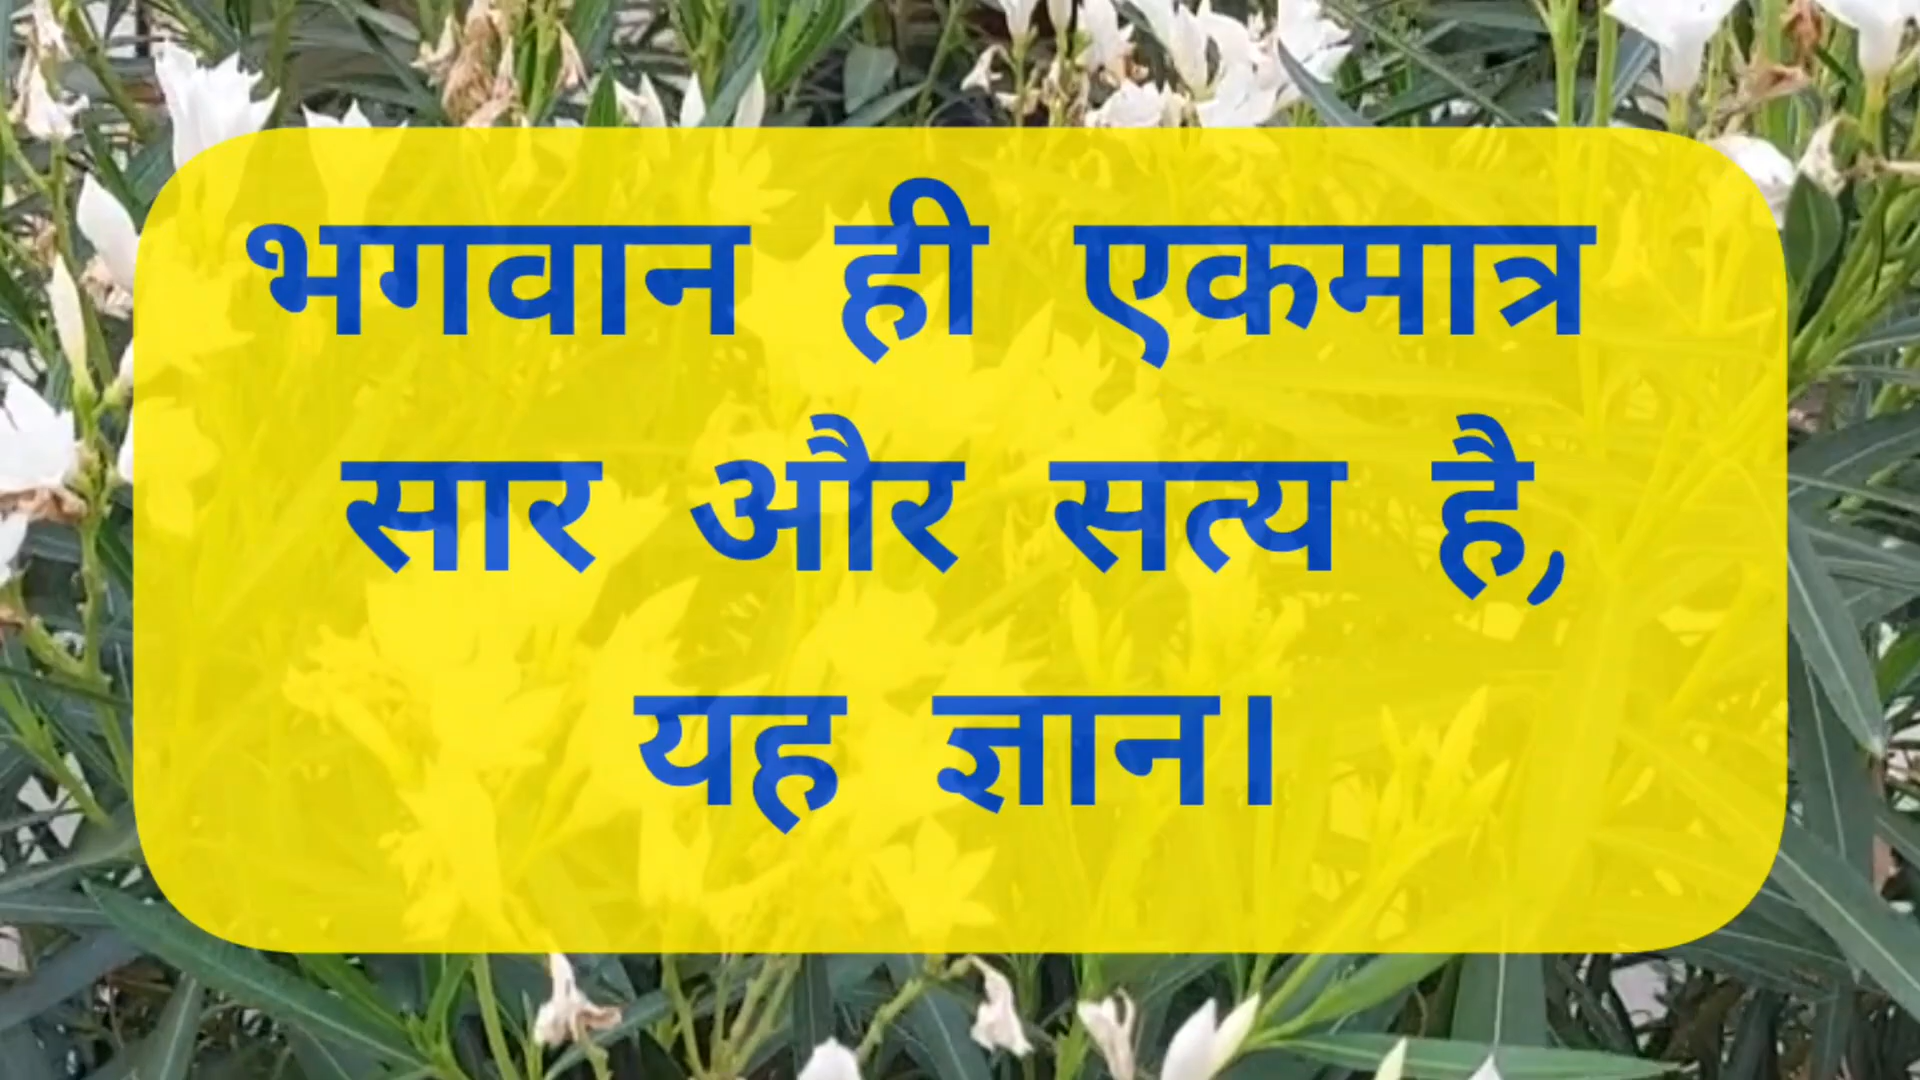 भगवान ही एकमात्र
सार और सत्य है,
यह ज्ञान।